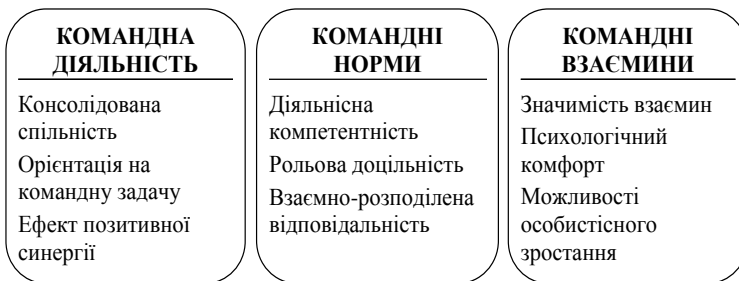 КОМАНДНА
ДІЯЛЬНІСТЬ
Консолідована
спільність
Орієнтація на
командну задачу
Ефект позитивної
синергії
КОМАНДНІ
НОРМИ
Діяльнісна
компетентність
Рольова доцільність
Взаємно-розподілена
відповідальність
КОМАНДНІ
ВЗАЄМИНИ
Значимість взаємин
Психологічний
комфорт
Можливості
особистісного
зростання